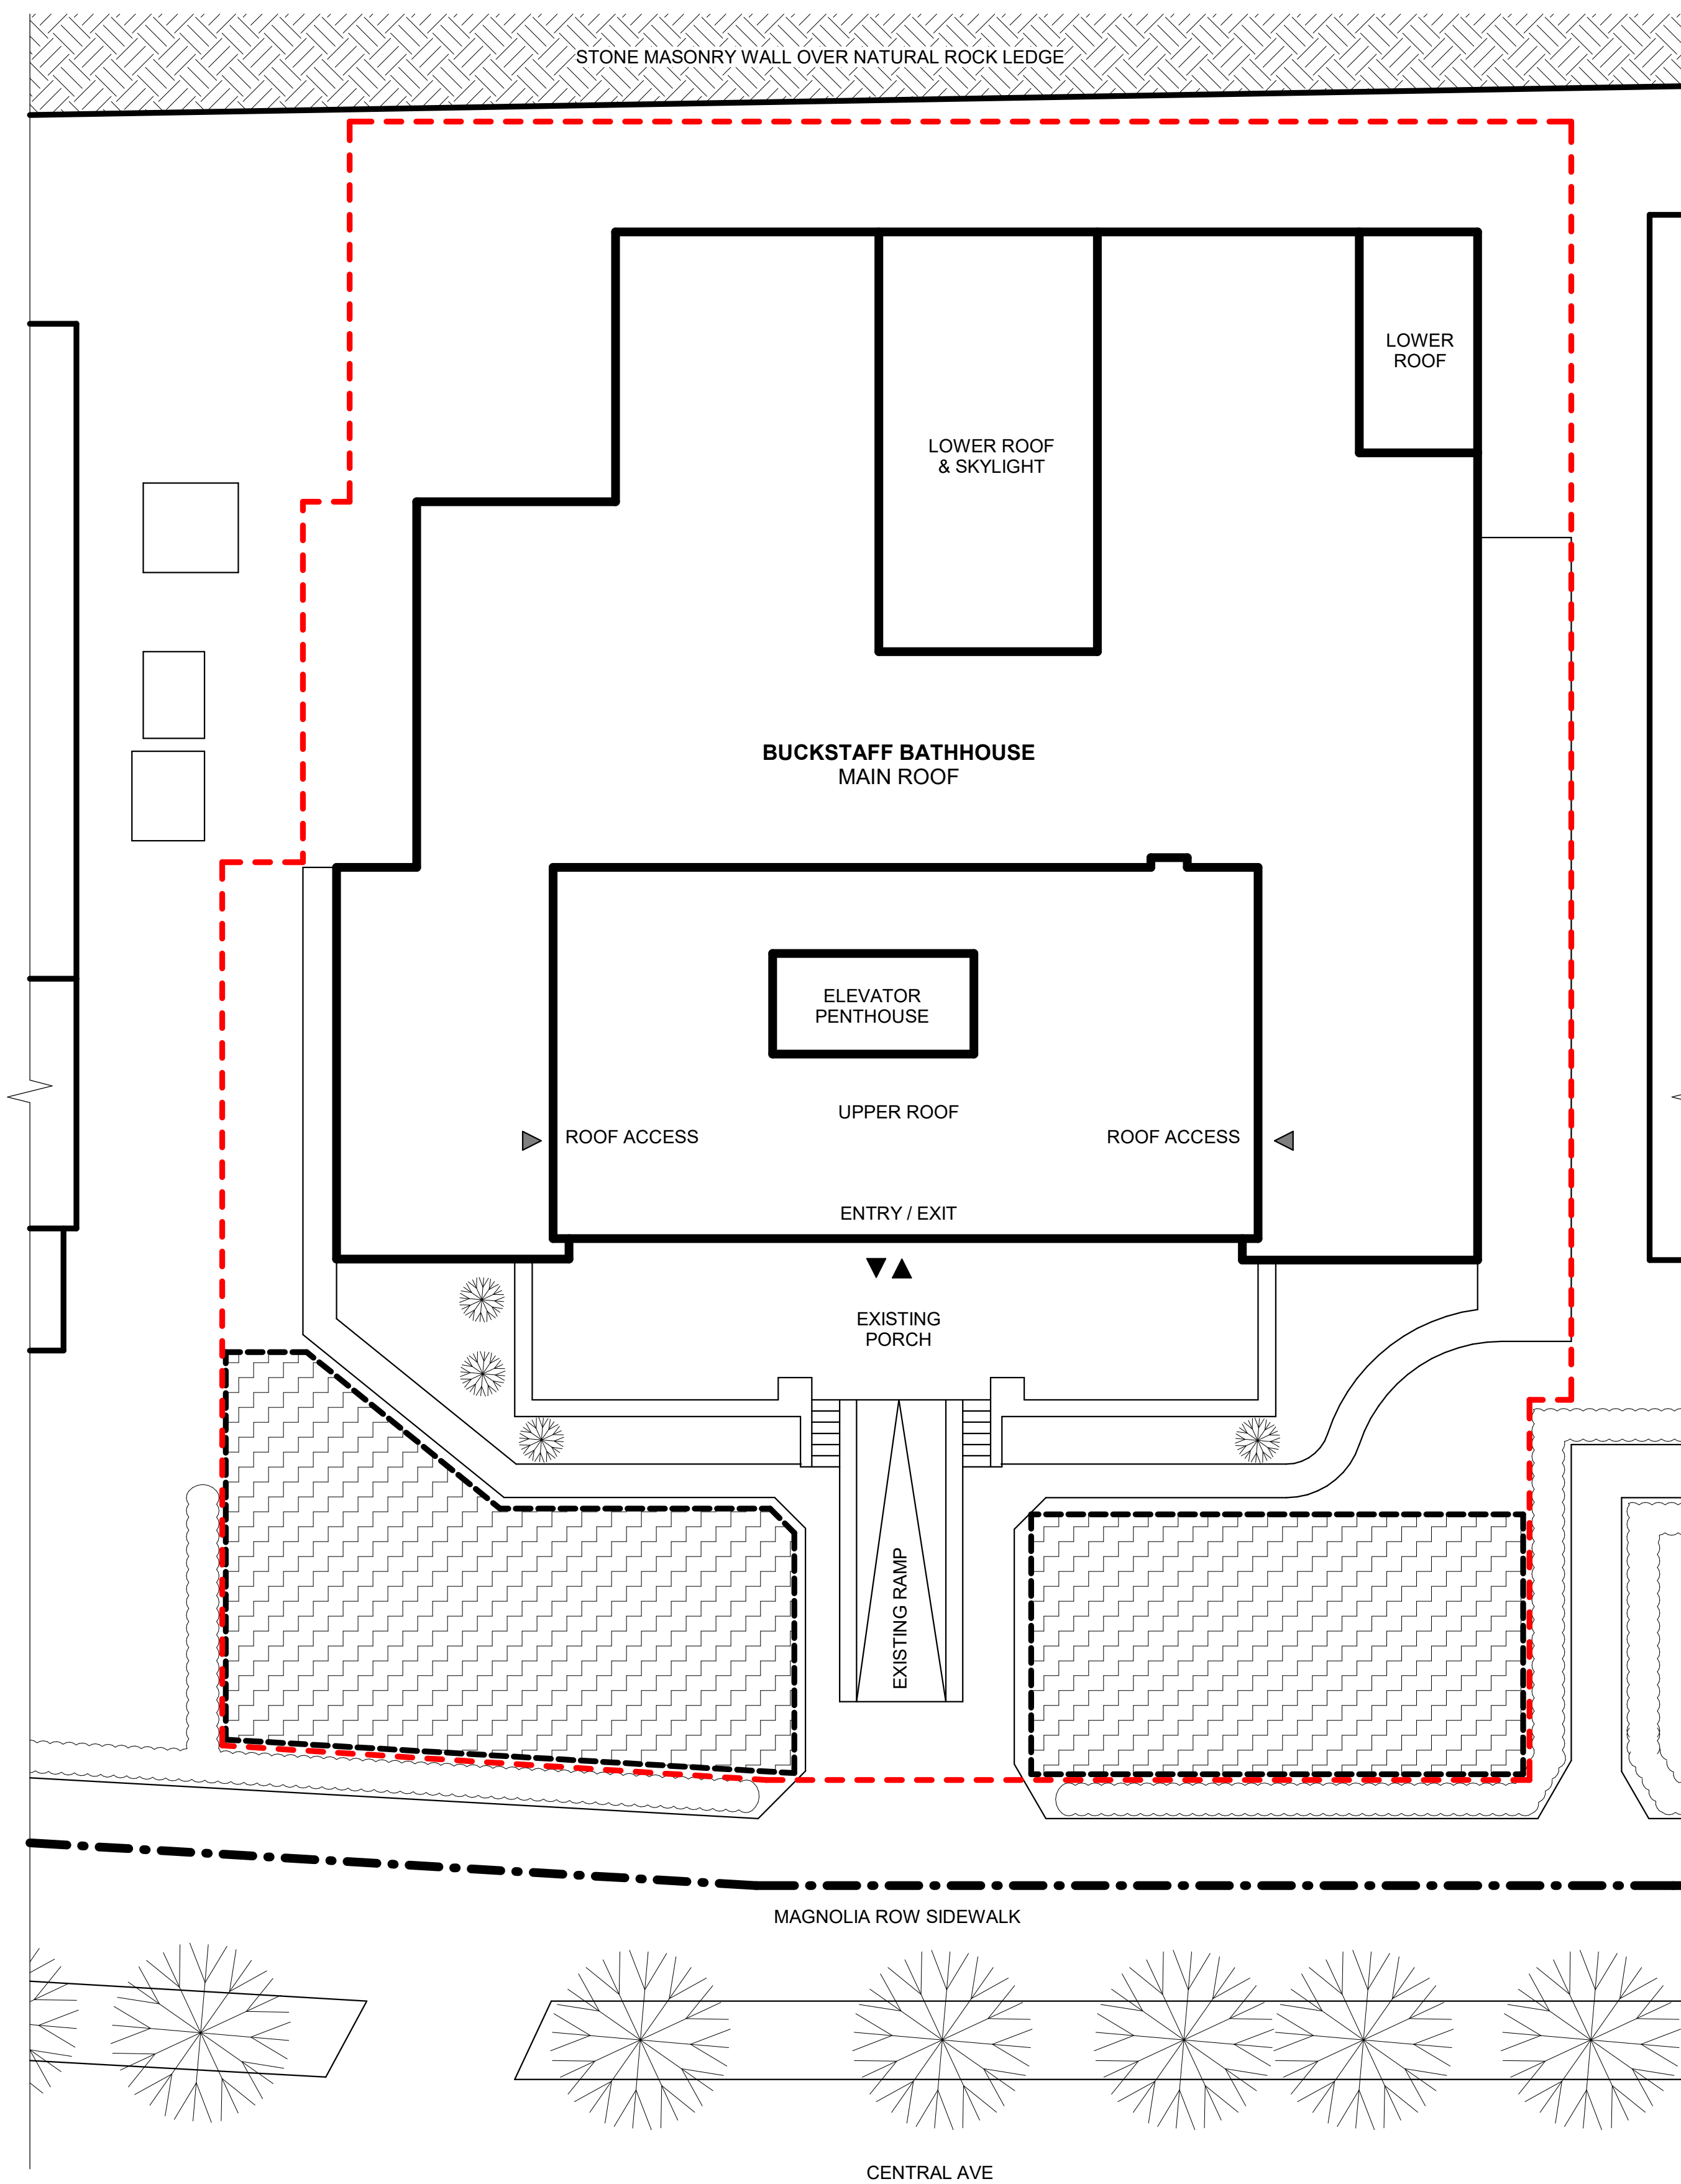 STONE MASONRY WALL OVER NATURAL ROCK LEDGE
LOWER
ROOF
LOWER ROOF
& SKYLIGHT
BUCKSTAFF BATHHOUSE
MAIN ROOF
ELEVATOR
PENTHOUSE
UPPER ROOF
ROOF ACCESS
ROOF ACCESS
ENTRY / EXIT
EXISTING
PORCH
EXISTING RAMP
MAGNOLIA ROW SIDEWALK
CENTRAL AVE